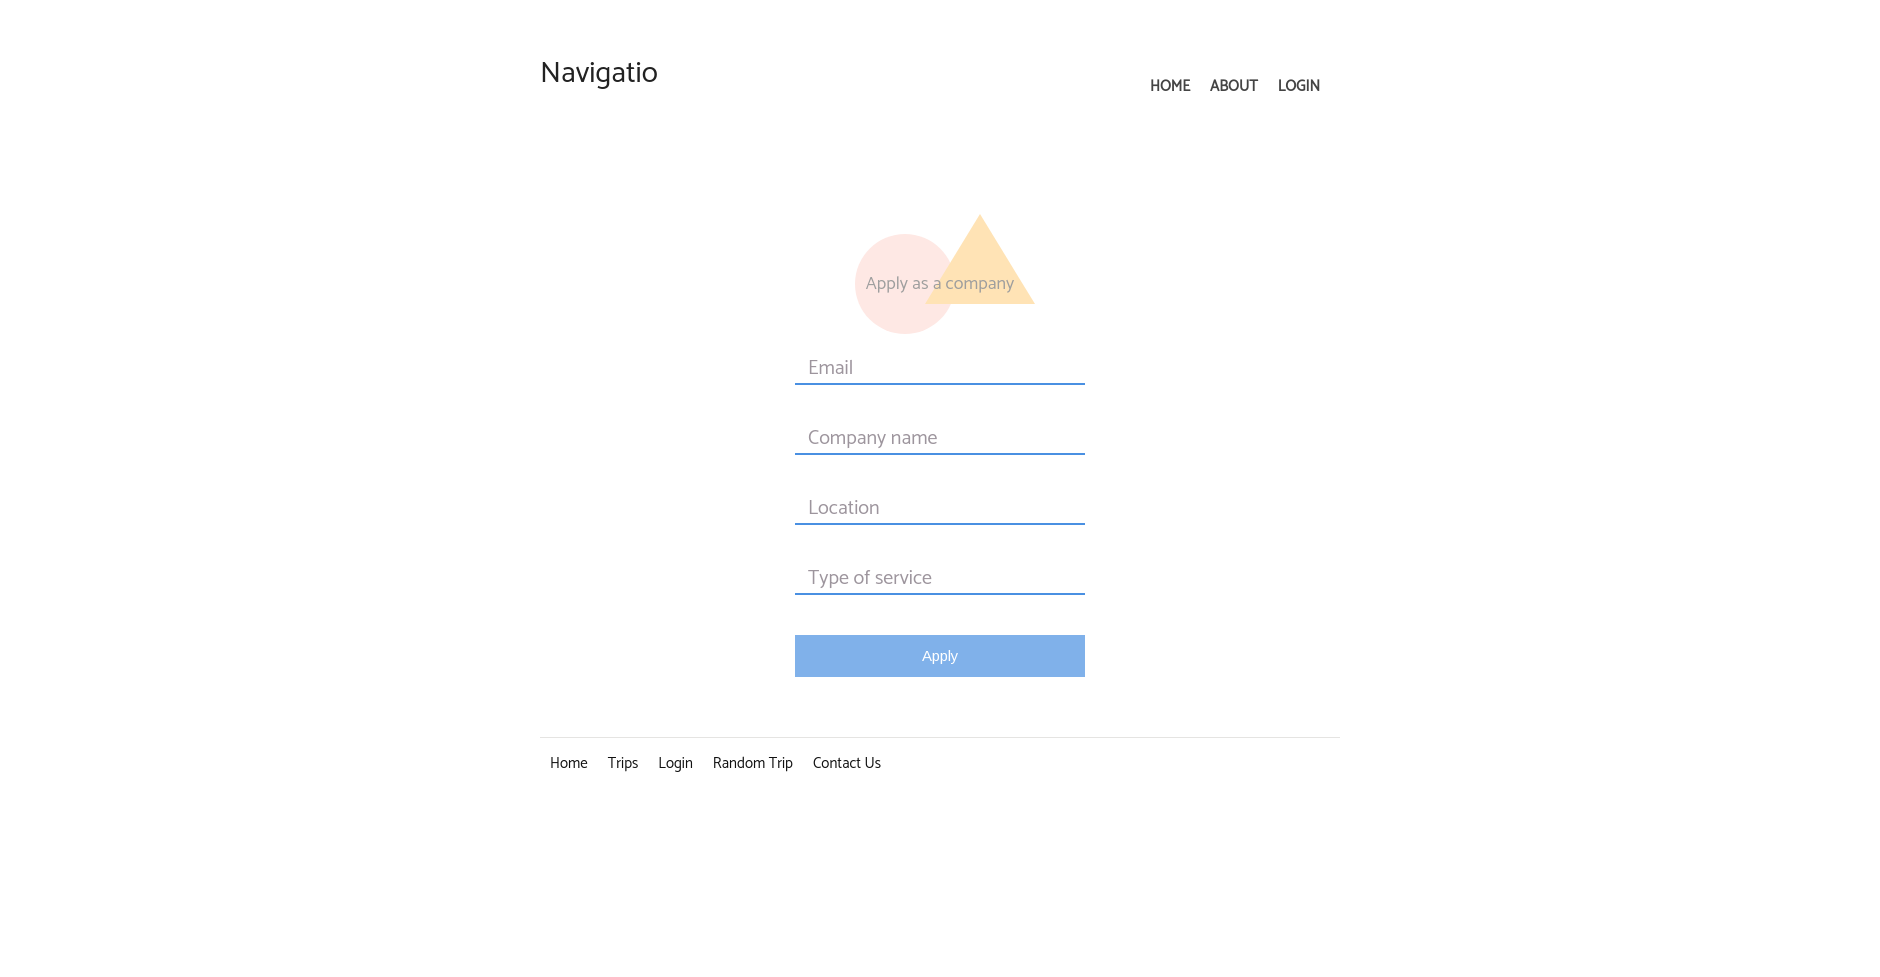 Navigatio
HOME ABOUT LOGIN
Apply as a company
Email
Company name
Location
Type of service
Apply
Home Trips Login Random Trip Contact Us